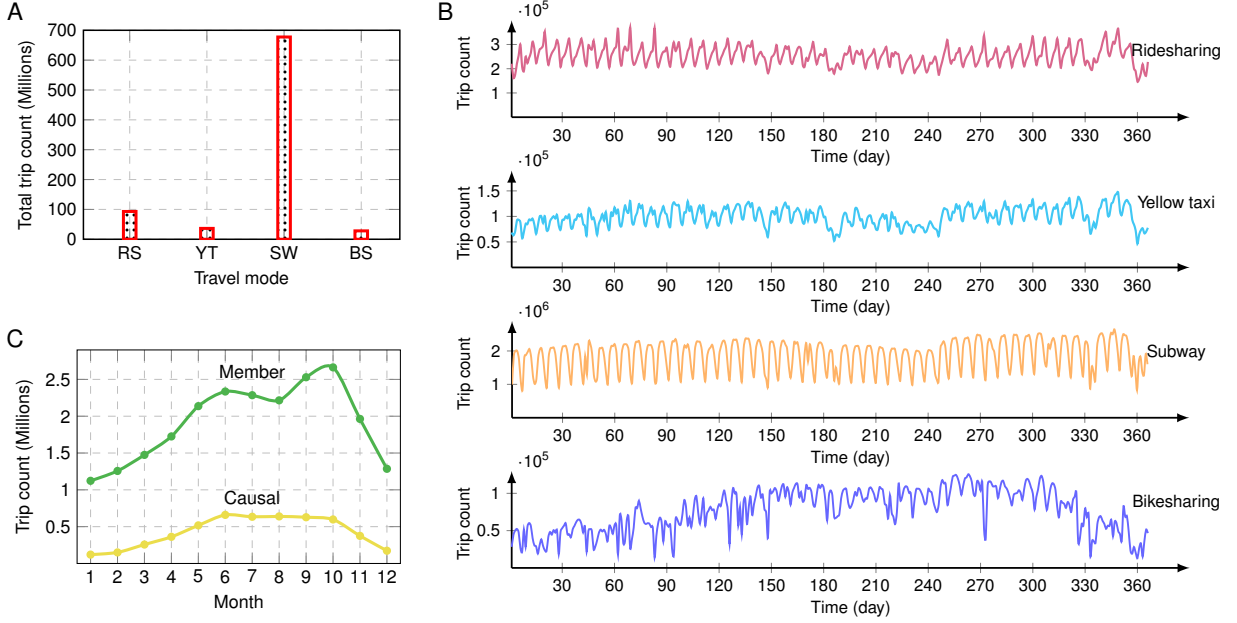 A
Total trip count (Millions)
700
600
500
400
300
200
100
0
RS YT SW BS
Travel mode
B
·10^5
Trip count
3
2
1
Ridesharing
30 60 90 120 150 180 210 240 270 300 330 360
Time (day)
·10^5
Trip count
1.5
1
0.5
Yellow taxi
30 60 90 120 150 180 210 240 270 300 330 360
Time (day)
·10^6
Trip count
2
1
Subway
30 60 90 120 150 180 210 240 270 300 330 360
Time (day)
·10^5
Trip count
1
0.5
Bikesharing
30 60 90 120 150 180 210 240 270 300 330 360
Time (day)
C
Trip count (Millions)
2.5
2
1.5
1
0.5
Member
Causal
1 2 3 4 5 6 7 8 9 10 11 12
Month